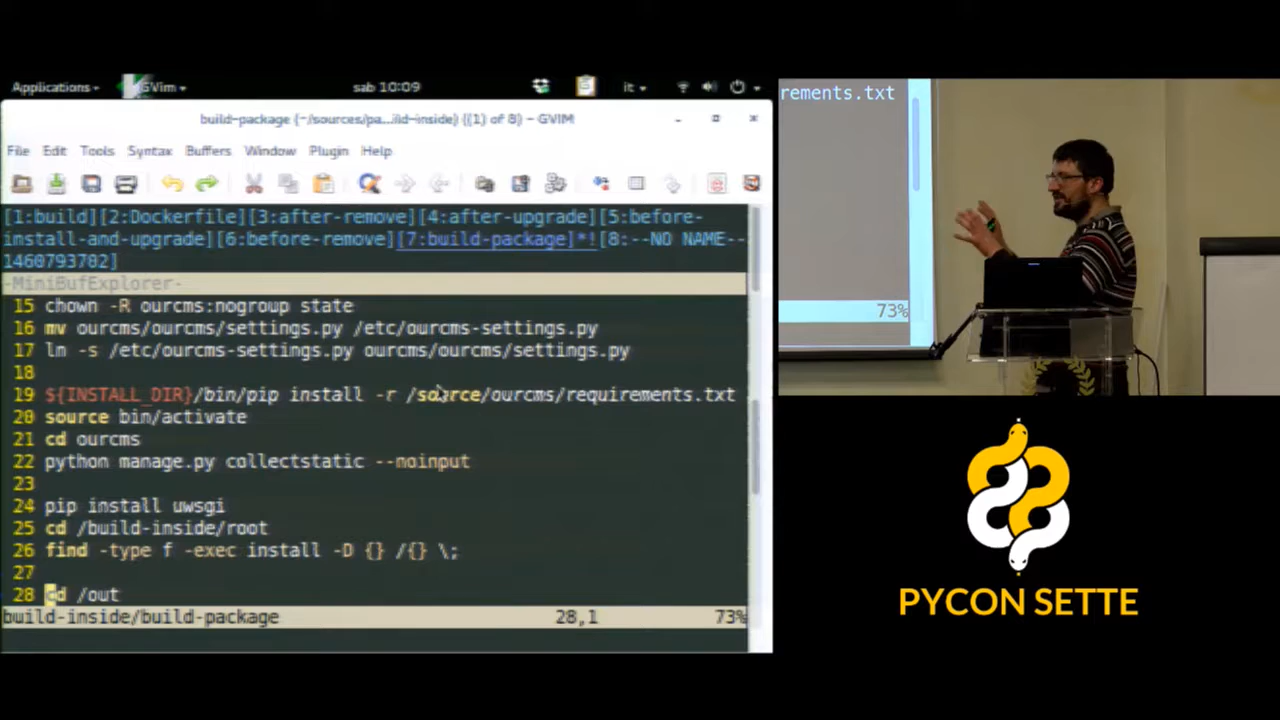 Applications GVim sab 10:09 it
build-package (~/sources/pa...ild-inside) ((1) of 8) - GVIM
File Edit Tools Syntax Buffers Window Plugin Help
[1:build][2:Dockerfile][3:after-remove][4:after-upgrade][5:before-
install-and-upgrade][6:before-remove][7:build-package]*![8:--NO NAME--
1460793702]
-MiniBufExplorer-
15 chown -R ourcms:nogroup state
16 mv ourcms/ourcms/settings.py /etc/ourcms-settings.py
17 ln -s /etc/ourcms-settings.py ourcms/ourcms/settings.py
18
19 ${INSTALL_DIR}/bin/pip install -r /source/ourcms/requirements.txt
20 source bin/activate
21 cd ourcms
22 python manage.py collectstatic --noinput
23
24 pip install uwsgi
25 cd /build-inside/root
26 find -type f -exec install -D {} /{} \;
27
28 cd /out
build-inside/build-package 28,1 73%
rements.txt
73%
PYCON SETTE